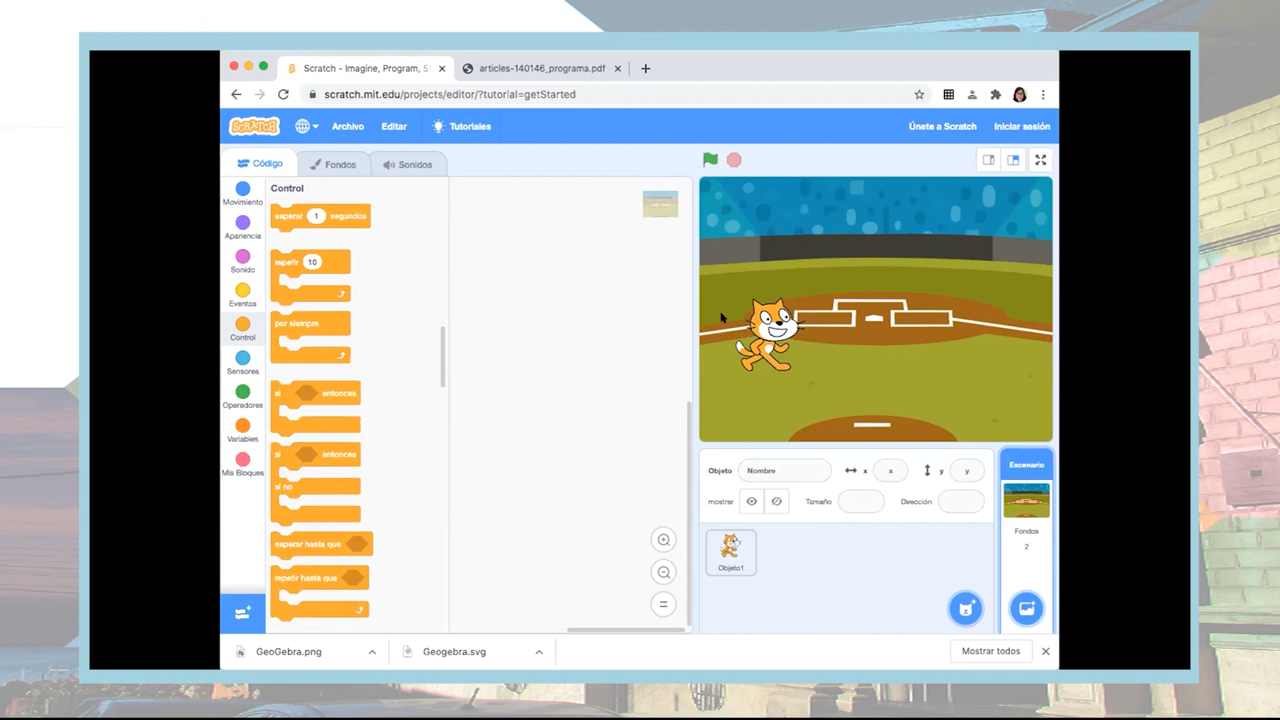 Scratch - Imagine, Program, S
articles-140146_programa.pdf
scratch.mit.edu/projects/editor/?tutorial=getStarted
SCRATCH
Archivo
Editar
Tutoriales
Únete a Scratch
Iniciar sesión
Código
Fondos
Sonidos
Movimiento
Apariencia
Sonido
Eventos
Control
Sensores
Operadores
Variables
Mis Bloques
Control
esperar 1 segundos
repetir 10
por siempre
si entonces
si entonces
si no
esperar hasta que
repetir hasta que
Objeto
Nombre
x
x
y
y
mostrar
Tamaño
Dirección
Objeto1
Escenario
Fondos
2
GeoGebra.png
Geogebra.svg
Mostrar todos